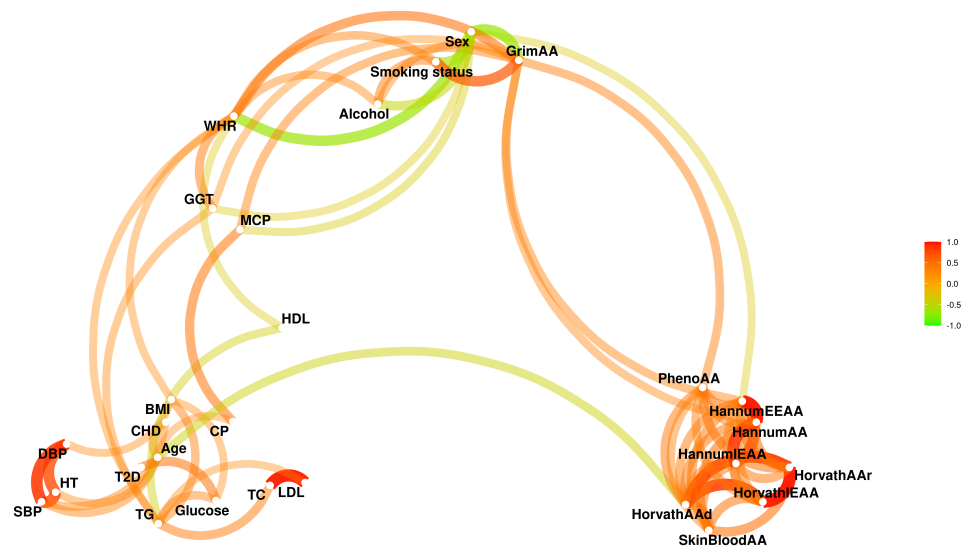 Sex
GrimAA
Smoking status
Alcohol
WHR
GGT
MCP
1.0
0.5
0.0
-0.5
-1.0
HDL
PhenoAA
BMI
HannumEEAA
CHD
CP
HannumAA
DBP
Age
HannumIEAA
T2D
HT
HorvathAAr
TC
LDL
HorvathIEAA
SBP
TG
Glucose
HorvathAAd
SkinBloodAA